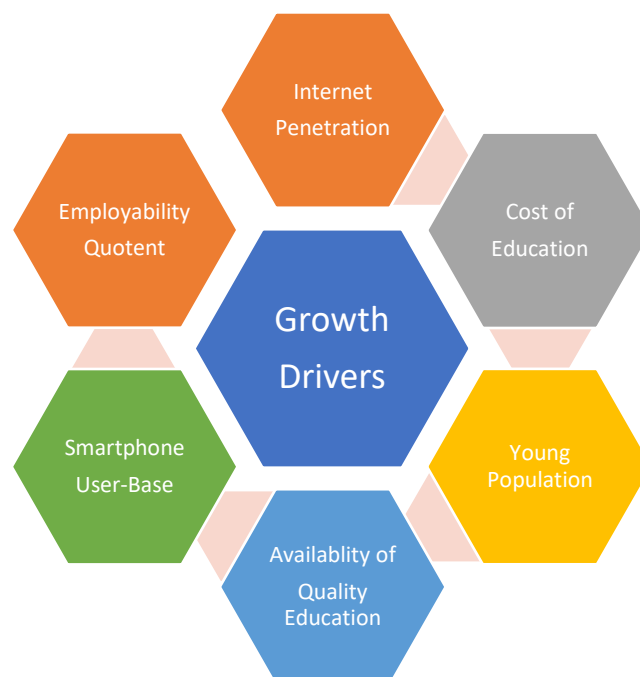 Internet
Penetration
Cost of
Education
Young
Population
Availablity of
Quality
Education
Smartphone
User-Base
Employability
Quotent
Growth
Drivers